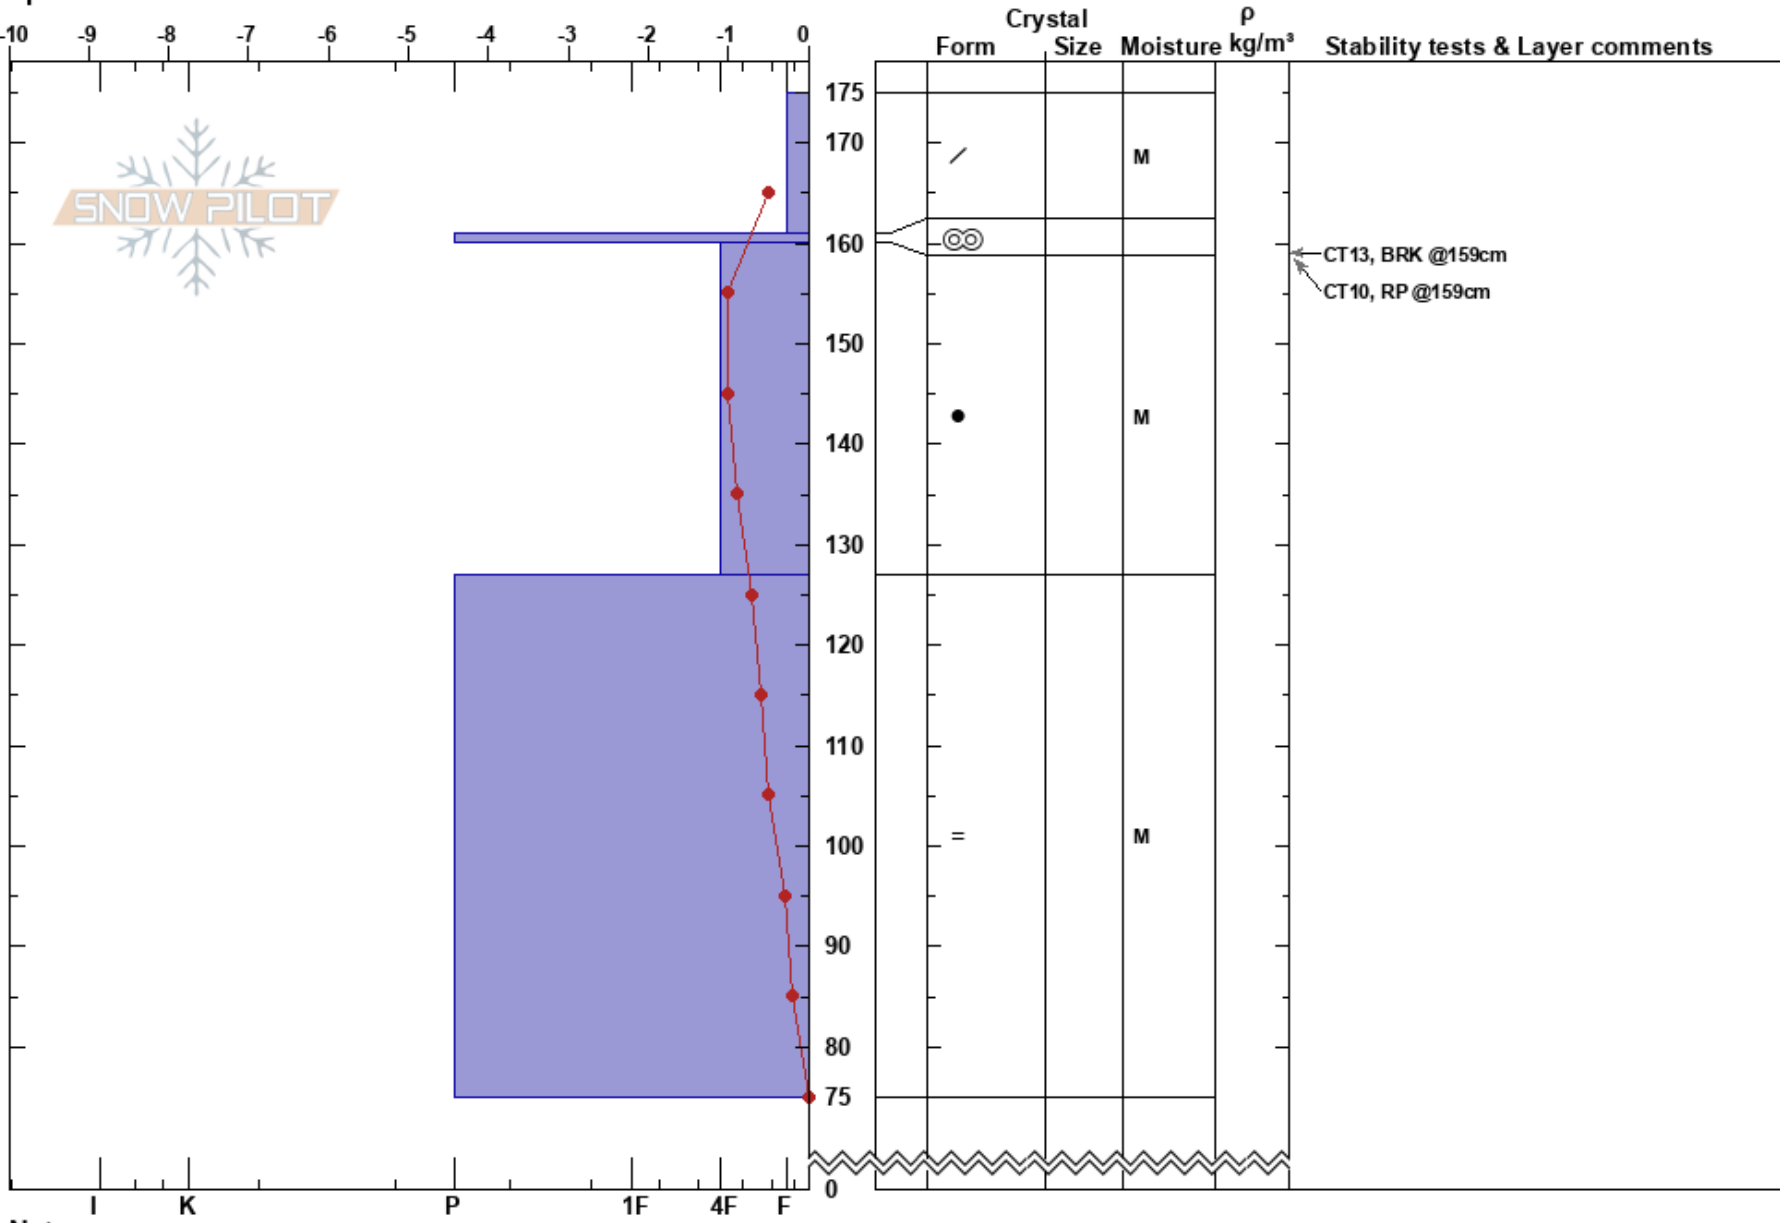 -10 -9 -8 -7 -6 -5 -4 -3 -2 -1 0
Crystal
ρ
Form Size Moisture kg/m³ Stability tests & Layer comments
175
170
M
SNOW PILOT
160
CT13, BRK @159cm
CT10, RP @159cm
150
140
M
130
120
110
100
= M
90
80
75
0
I K P 1F 4F F